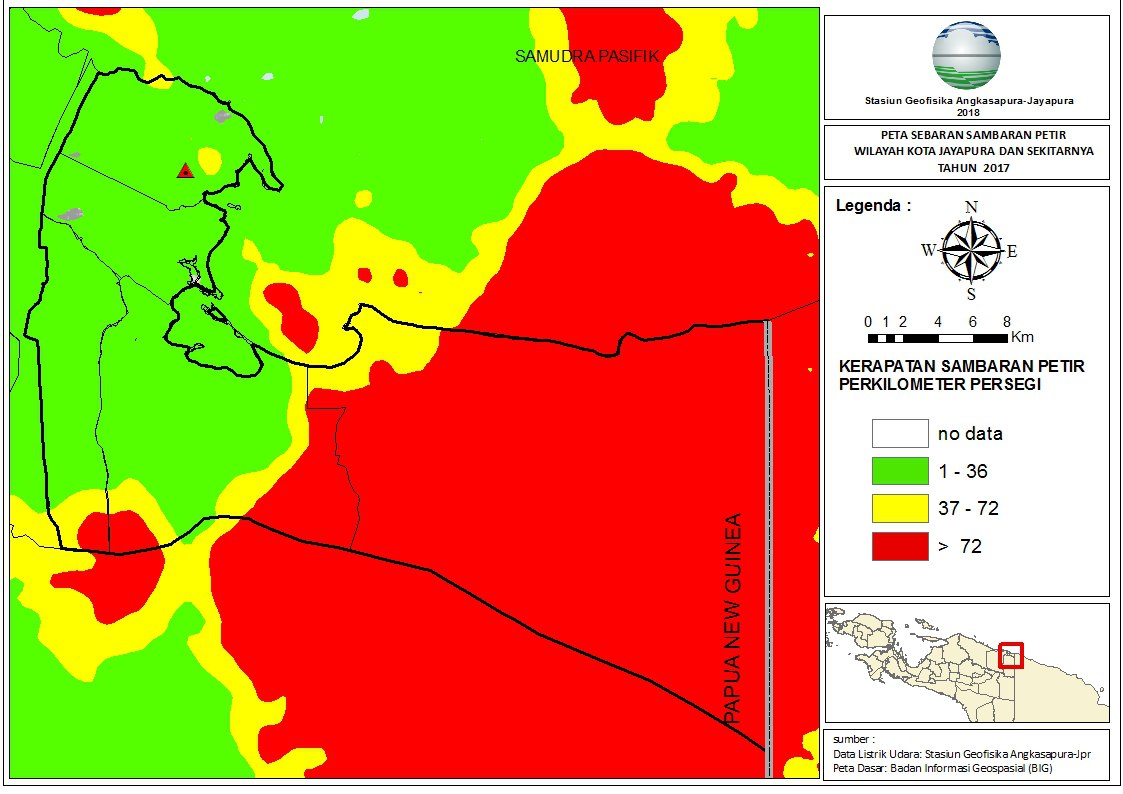 SAMUDRA PASIFIK
PAPUA NEW GUINEA
Stasiun Geofisika Angkasapura-Jayapura
2018
PETA SEBARAN SAMBARAN PETIR
WILAYAH KOTA JAYAPURA DAN SEKITARNYA
TAHUN 2017
Legenda :
N
W E
S
0 1 2 4 6 8
Km
KERAPATAN SAMBARAN PETIR
PERKILOMETER PERSEGI
no data
1 - 36
37 - 72
> 72
sumber :
Data Listrik Udara: Stasiun Geofisika Angkasapura-Jpr
Peta Dasar: Badan Informasi Geospasial (BIG)